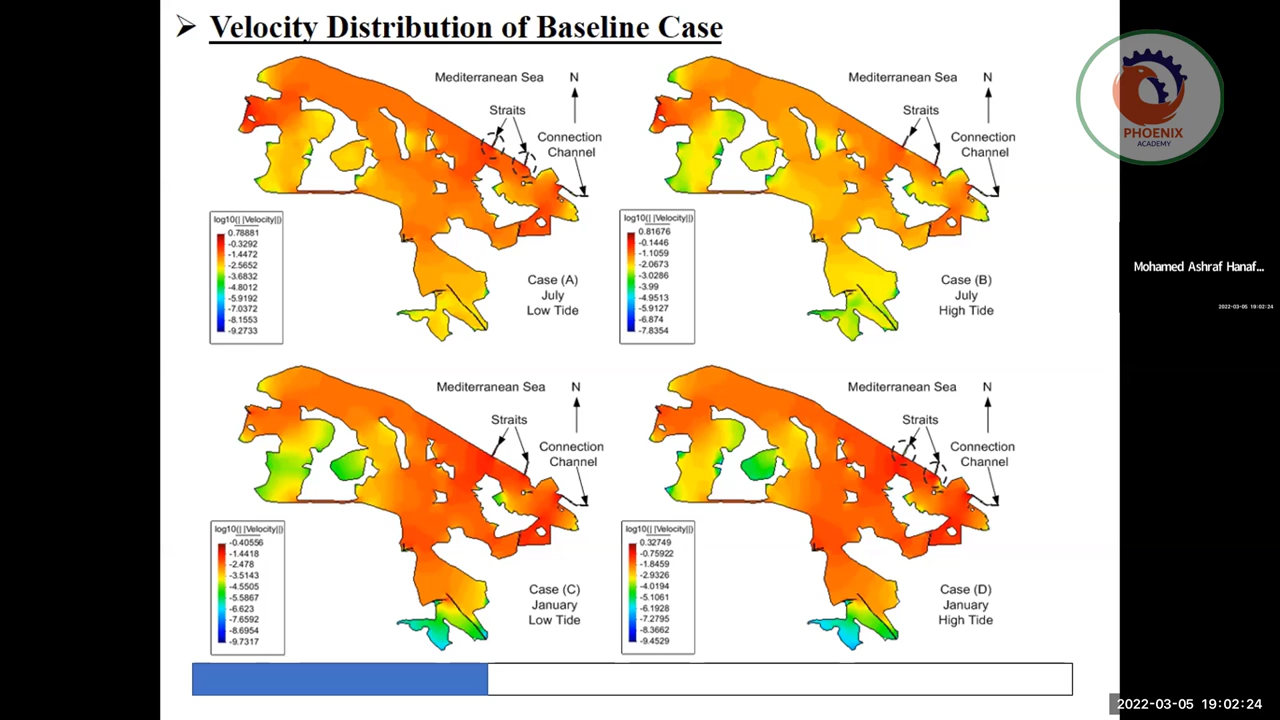 ➢ Velocity Distribution of Baseline Case
Mediterranean Sea N
Straits
Connection
Channel
log10(| |Velocity||)
0.78881
-0.3292
-1.4472
-2.5652
-3.6832
-4.8012
-5.9192
-7.0372
-8.1553
-9.2733
Case (A)
July
Low Tide
Mediterranean Sea N
Straits
Connection
Channel
log10(| |Velocity||)
0.81676
-0.1446
-1.1059
-2.0673
-3.0286
-3.99
-4.9513
-5.9127
-6.874
-7.8354
Case (B)
July
High Tide
Mediterranean Sea N
Straits
Connection
Channel
log10(| |Velocity||)
-0.40556
-1.4418
-2.478
-3.5143
-4.5505
-5.5867
-6.623
-7.6592
-8.6954
-9.7317
Case (C)
January
Low Tide
Mediterranean Sea N
Straits
Connection
Channel
log10(| |Velocity||)
0.32749
-0.75922
-1.8459
-2.9326
-4.0194
-5.1061
-6.1928
-7.2795
-8.3662
-9.4529
Case (D)
January
High Tide
PHOENIX
ACADEMY
Mohamed Ashraf Hanaf...
2022-03-05 19:02:24
2022-03-05 19:02:24